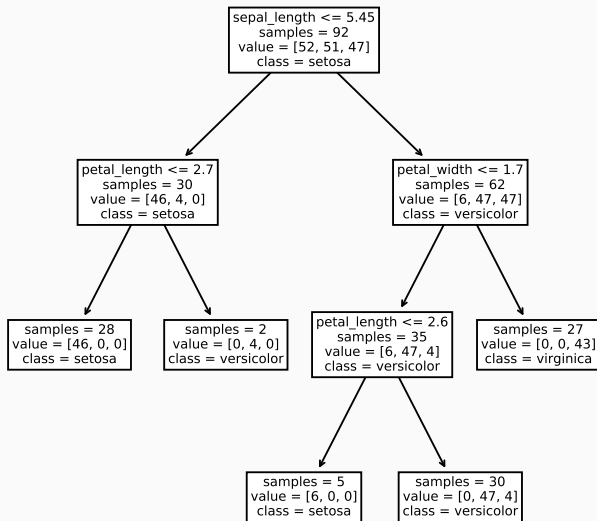 sepal_length <= 5.45
samples = 92
value = [52, 51, 47]
class = setosa
petal_length <= 2.7
samples = 30
value = [46, 4, 0]
class = setosa
petal_width <= 1.7
samples = 62
value = [6, 47, 47]
class = versicolor
samples = 28
value = [46, 0, 0]
class = setosa
samples = 2
value = [0, 4, 0]
class = versicolor
petal_length <= 2.6
samples = 35
value = [6, 47, 4]
class = versicolor
samples = 27
value = [0, 0, 43]
class = virginica
samples = 5
value = [6, 0, 0]
class = setosa
samples = 30
value = [0, 47, 4]
class = versicolor